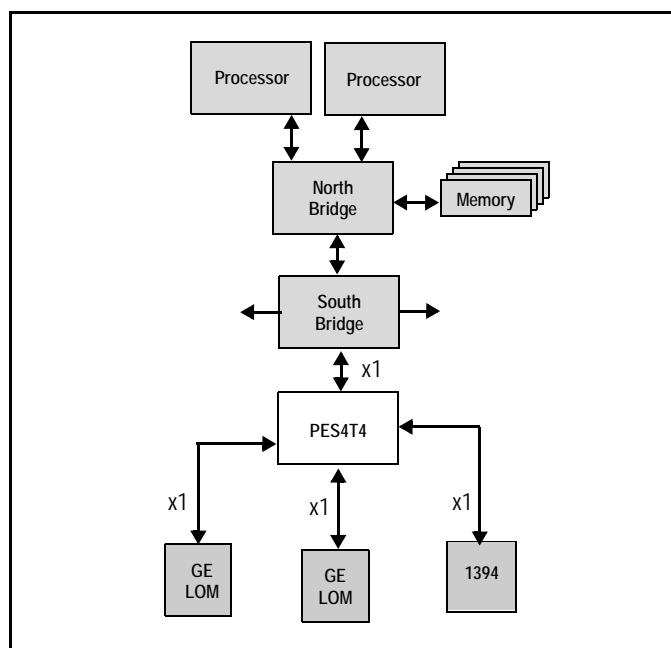 Processor
Processor
North
Bridge
Memory
South
Bridge
x1
PES4T4
x1
x1
x1
GE
LOM
GE
LOM
1394